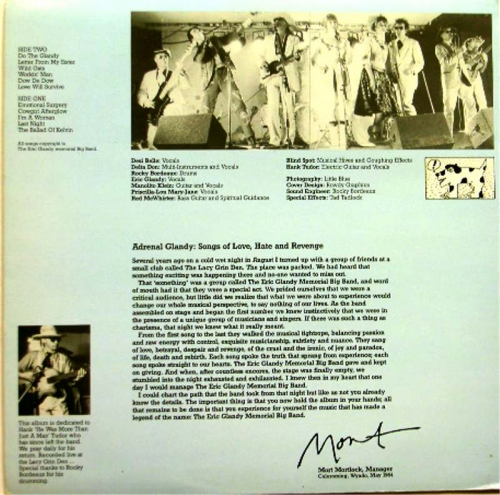 SIDE TWO
Do The Glandy
Letter From My Sister
Wild Oats
Workin' Man
Dow De Dow
Love Will Survive
SIDE ONE
Emotional Surgery
Cowgirl Afterglow
I'm A Woman
Last Night
The Ballad Of Kelvin
All songs copyright to
The Eric Glandy memorial Big Band.
Desi Belle: Vocals
Delta Don: Multi-Instruments and Vocals
Rocky Bordeaux: Drums
Eric Glandy: Vocals
Manolito Klein: Guitar and Vocals
Priscilla-Lou Mary-Jane: Vocals
Rod McWhirter: Bass Guitar and Spiritual Guidance
Blind Spot: Musical Hives and Coughing Effects
Hank Tudor: Electric Guitar and Vocals
Photography: Little Blue
Cover Design: Rowdy Graphics
Sound Engineer: Rocky Bordeaux
Special Effects: Tad Tadlock
Adrenal Glandy: Songs of Love, Hate and Revenge
Several years ago on a cold wet night in August I turned up with a group of friends at a
small club called The Lacy Grin Den. The place was packed. We had heard that
something exciting was happening there and no-one wanted to miss out.
That 'something' was a group called The Eric Glandy Memorial Big Band, and word
of mouth had it that they were a special act. We prided ourselves that we were a
critical audience, but little did we realize that what we were about to experience would
change our whole musical perspective, to say nothing of our lives. As the band
assembled on stage and began the first number we knew instinctively that we were in
the presence of a unique group of musicians and singers. If there was such a thing as
charisma, that night we knew what it really meant.
From the first song to the last they walked the musical tightrope, balancing passion
and raw energy with control, exquisite musicianship, subtlety and nuance. They sang
of love, betrayal, despair and revenge, of the cruel and the ironic, of joy and paradox,
of life, death and rebirth. Each song spoke the truth that sprang from experience; each
song spoke straight to our hearts. The Eric Glandy Memorial Big Band gave and kept
on giving. And when, after countless encores, the stage was finally empty, we
stumbled into the night exhausted and exhilarated. I knew then in my heart that one
day I would manage The Eric Glandy Memorial Big Band.
I could chart the path that the band took from that night but like as not you already
know the details. The important thing is that you now hold the album in your hands; all
that remains to be done is that you experience for yourself the music that has made a
legend of the name: The Eric Glandy Memorial Big Band.
Mort
Mort Mortlock, Manager
May 1984
This album is dedicated to
Hank 'He Was More Than
Just A Man' Tudor who
has since left the band.
We pray daily for his
return. Recorded live at
the Lacy Grin Den ...
Special thanks to Rocky
Bordeaux for his
drumming.